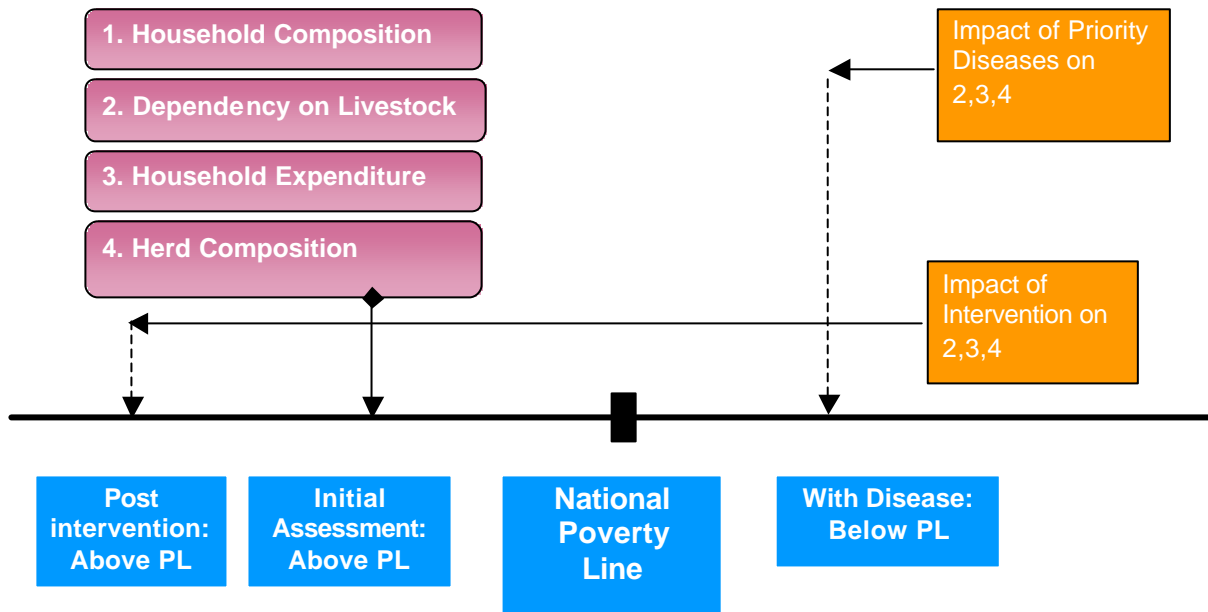 1. Household Composition
2. Dependency on Livestock
3. Household Expenditure
4. Herd Composition
Impact of Priority
Diseases on
2,3,4
Impact of
Intervention on
2,3,4
Post
intervention:
Above PL
Initial
Assessment:
Above PL
National
Poverty
Line
With Disease:
Below PL